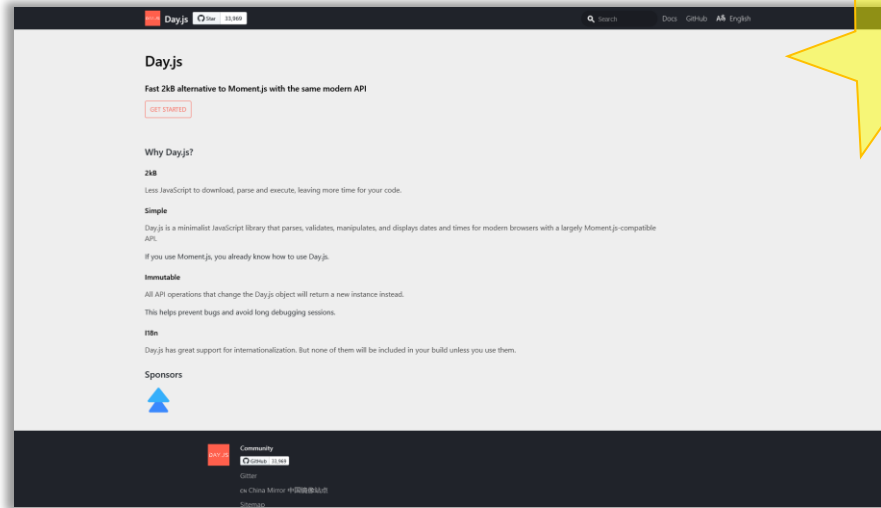 Day.js Star 33,969 Search Docs GitHub English
Day.js
Fast 2kB alternative to Moment.js with the same modern API
GET STARTED
Why Day.js?
2kB
Less JavaScript to download, parse and execute, leaving more time for your code.
Simple
Day.js is a minimalist JavaScript library that parses, validates, manipulates, and displays dates and times for modern browsers with a largely Moment.js-compatible
API.
If you use Moment.js, you already know how to use Day.js.
Immutable
All API operations that change the Day.js object will return a new instance instead.
This helps prevent bugs and avoid long debugging sessions.
I18n
Day.js has great support for internationalization. But none of them will be included in your build unless you use them.
Sponsors
DAY.JS
Community
GitHub 33,969
Gitter
CN China Mirror 中国镜像站点
Sitemap